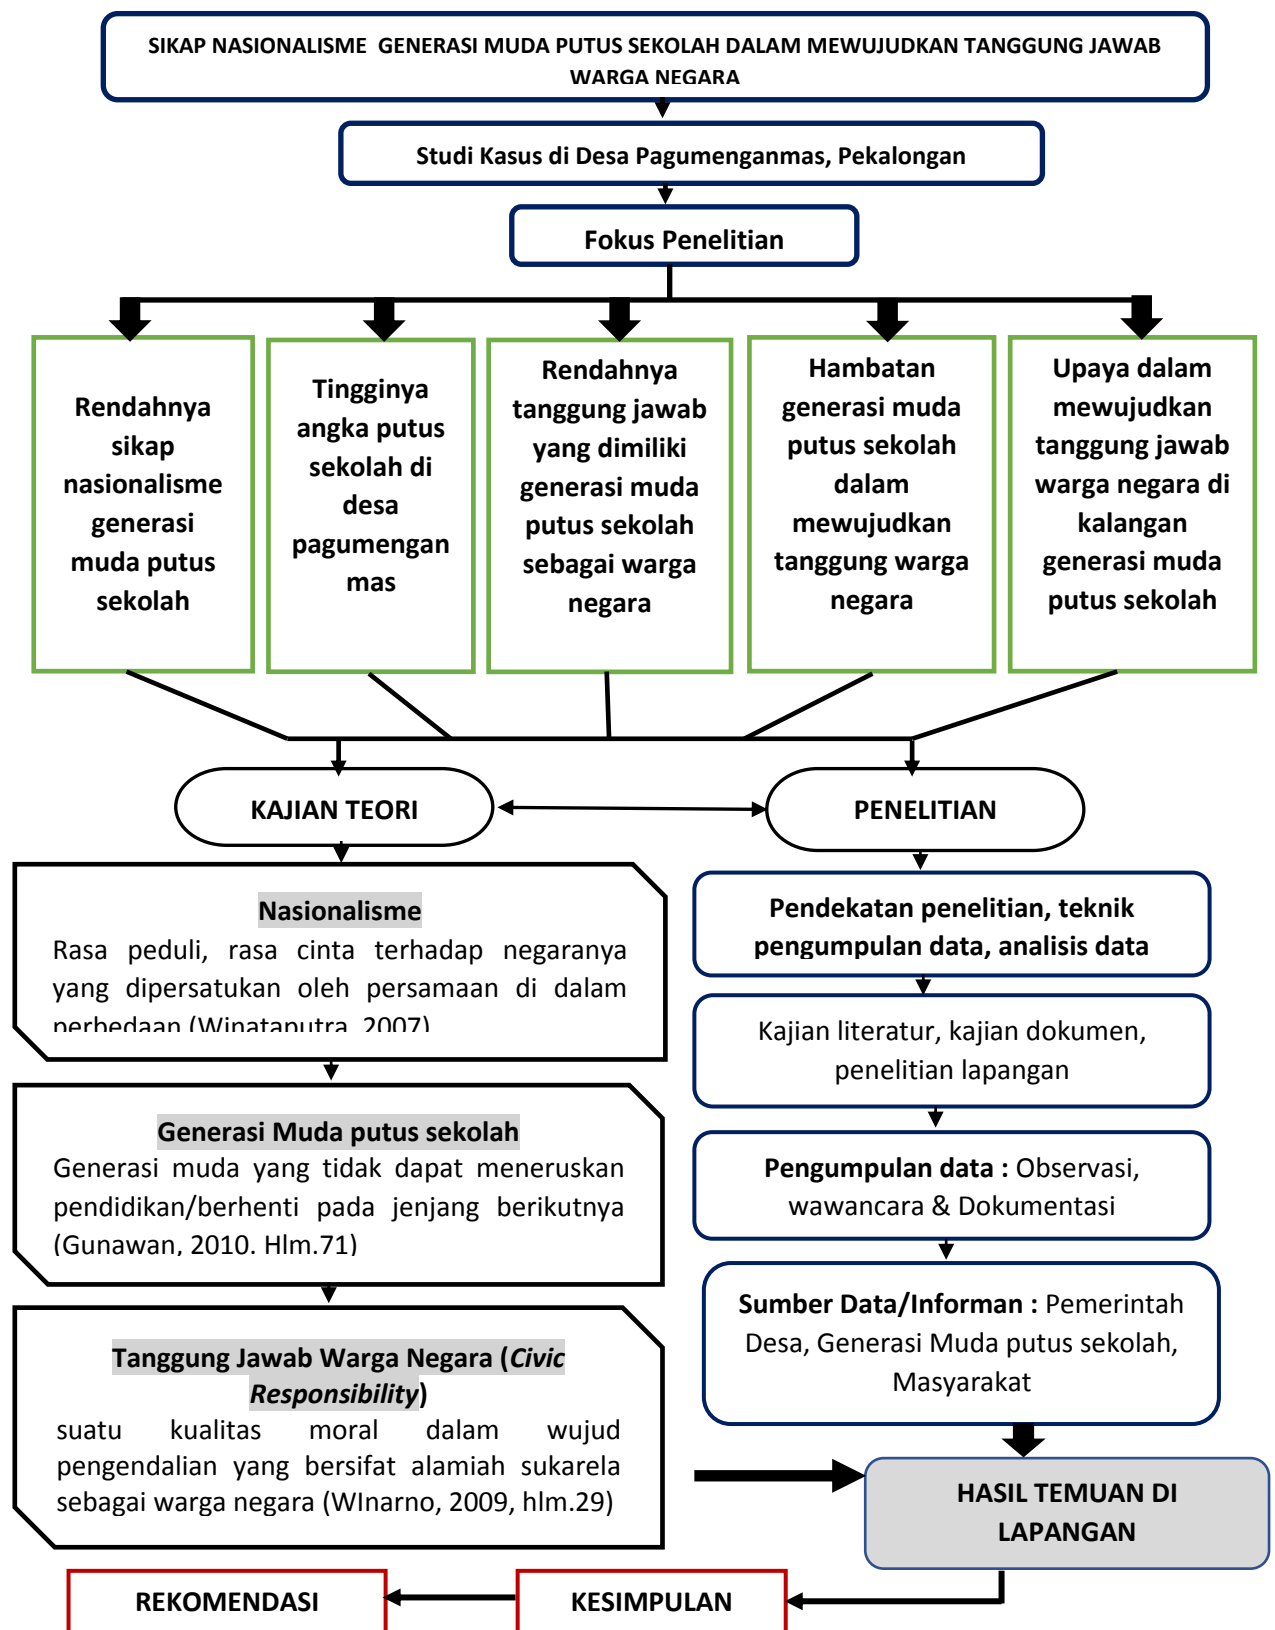 SIKAP NASIONALISME GENERASI MUDA PUTUS SEKOLAH DALAM MEWUJUDKAN TANGGUNG JAWAB
WARGA NEGARA
Studi Kasus di Desa Pagumenganmas, Pekalongan
Fokus Penelitian
Rendahnya
sikap
nasionalisme
generasi
muda putus
sekolah
Tingginya
angka putus
sekolah di
desa
pagumengan
mas
Rendahnya
tanggung jawab
yang dimiliki
generasi muda
putus sekolah
sebagai warga
negara
Hambatan
generasi muda
putus sekolah
dalam
mewujudkan
tanggung warga
negara
Upaya dalam
mewujudkan
tanggung jawab
warga negara di
kalangan
generasi muda
putus sekolah
KAJIAN TEORI
PENELITIAN
Nasionalisme
Rasa peduli, rasa cinta terhadap negaranya
yang dipersatukan oleh persamaan di dalam
perbedaan (Winataputra, 2007)
Generasi Muda putus sekolah
Generasi muda yang tidak dapat meneruskan
pendidikan/berhenti pada jenjang berikutnya
(Gunawan, 2010. Hlm.71)
Tanggung Jawab Warga Negara (Civic
Responsibility)
suatu kualitas moral dalam wujud
pengendalian yang bersifat alamiah sukarela
sebagai warga negara (WInarno, 2009, hlm.29)
Pendekatan penelitian, teknik
pengumpulan data, analisis data
Kajian literatur, kajian dokumen,
penelitian lapangan
Pengumpulan data : Observasi,
wawancara & Dokumentasi
Sumber Data/Informan : Pemerintah
Desa, Generasi Muda putus sekolah,
Masyarakat
HASIL TEMUAN DI
LAPANGAN
KESIMPULAN
REKOMENDASI